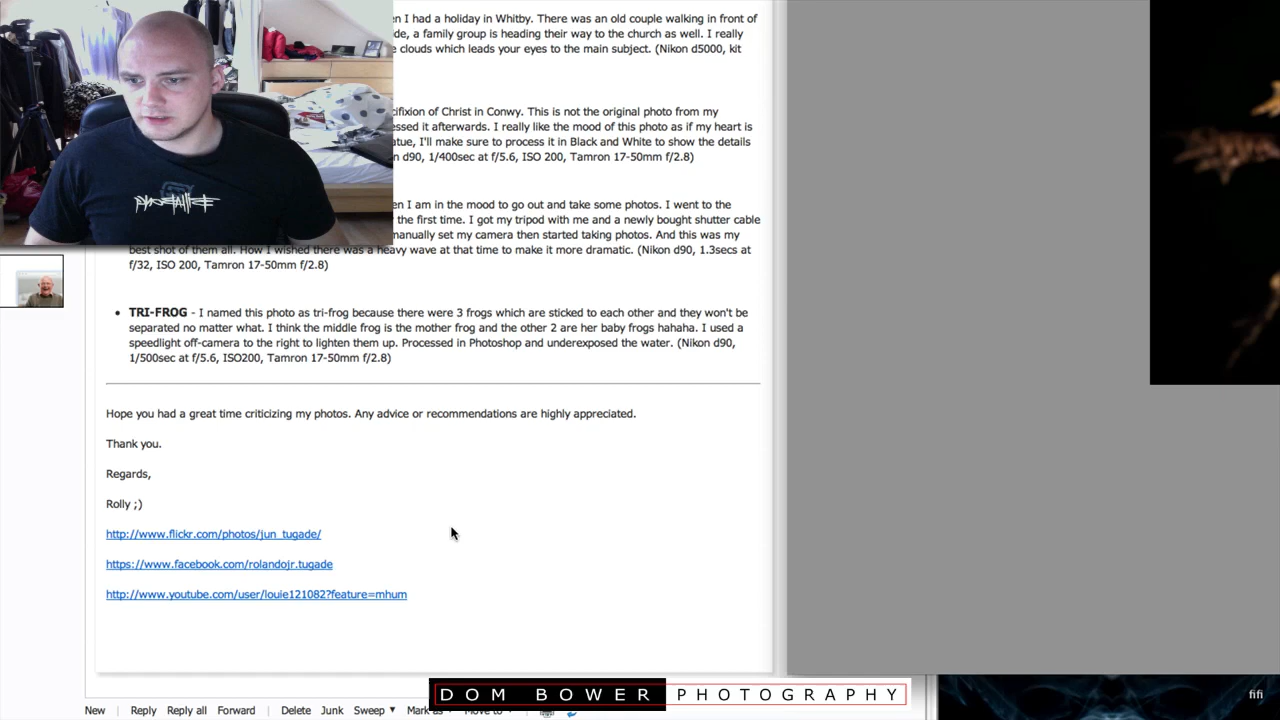 en I had a holiday in Whitby. There was an old couple walking in front of
ide, a family group is heading their way to the church as well. I really
e clouds which leads your eyes to the main subject. (Nikon d5000, kit
cifixion of Christ in Conwy. This is not the original photo from my
essed it afterwards. I really like the mood of this photo as if my heart is
atue, I'll make sure to process it in Black and White to show the details
n d90, 1/400sec at f/5.6, ISO 200, Tamron 17-50mm f/2.8)
en I am in the mood to go out and take some photos. I went to the
the first time. I got my tripod with me and a newly bought shutter cable
manually set my camera then started taking photos. And this was my
best shot of them all. How I wished there was a heavy wave at that time to make it more dramatic. (Nikon d90, 1.3secs at
f/32, ISO 200, Tamron 17-50mm f/2.8)
• TRI-FROG - I named this photo as tri-frog because there were 3 frogs which are sticked to each other and they won't be
separated no matter what. I think the middle frog is the mother frog and the other 2 are her baby frogs hahaha. I used a
speedlight off-camera to the right to lighten them up. Processed in Photoshop and underexposed the water. (Nikon d90,
1/500sec at f/5.6, ISO200, Tamron 17-50mm f/2.8)
Hope you had a great time criticizing my photos. Any advice or recommendations are highly appreciated.
Thank you.
Regards,
Rolly ;)
http://www.flickr.com/photos/jun_tugade/
https://www.facebook.com/rolandojr.tugade
http://www.youtube.com/user/louie121082?feature=mhum
DOM BOWER PHOTOGRAPHY
fifi
New Reply Reply all Forward Delete Junk Sweep Mark as Move to